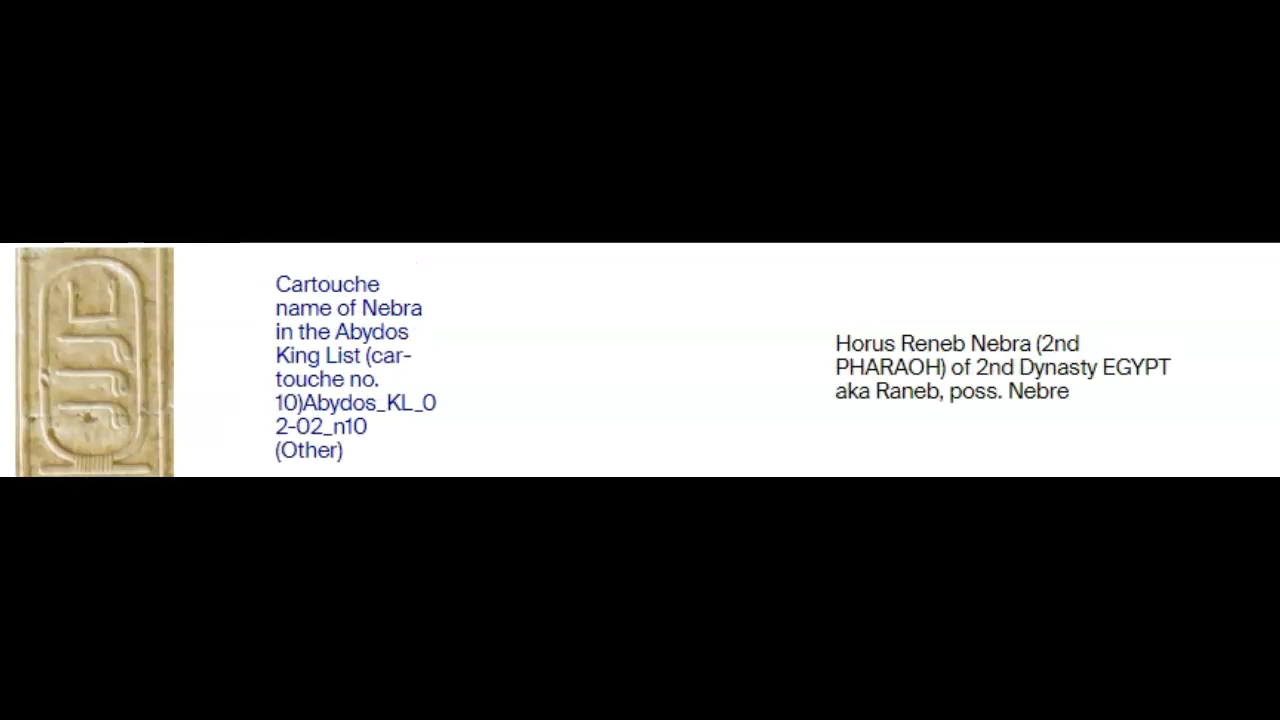 Cartouche
name of Nebra
in the Abydos
King List (car-
touche no.
10)Abydos_KL_0
2-02_n10
(Other)
Horus Reneb Nebra (2nd
PHARAOH) of 2nd Dynasty EGYPT
aka Raneb, poss. Nebre